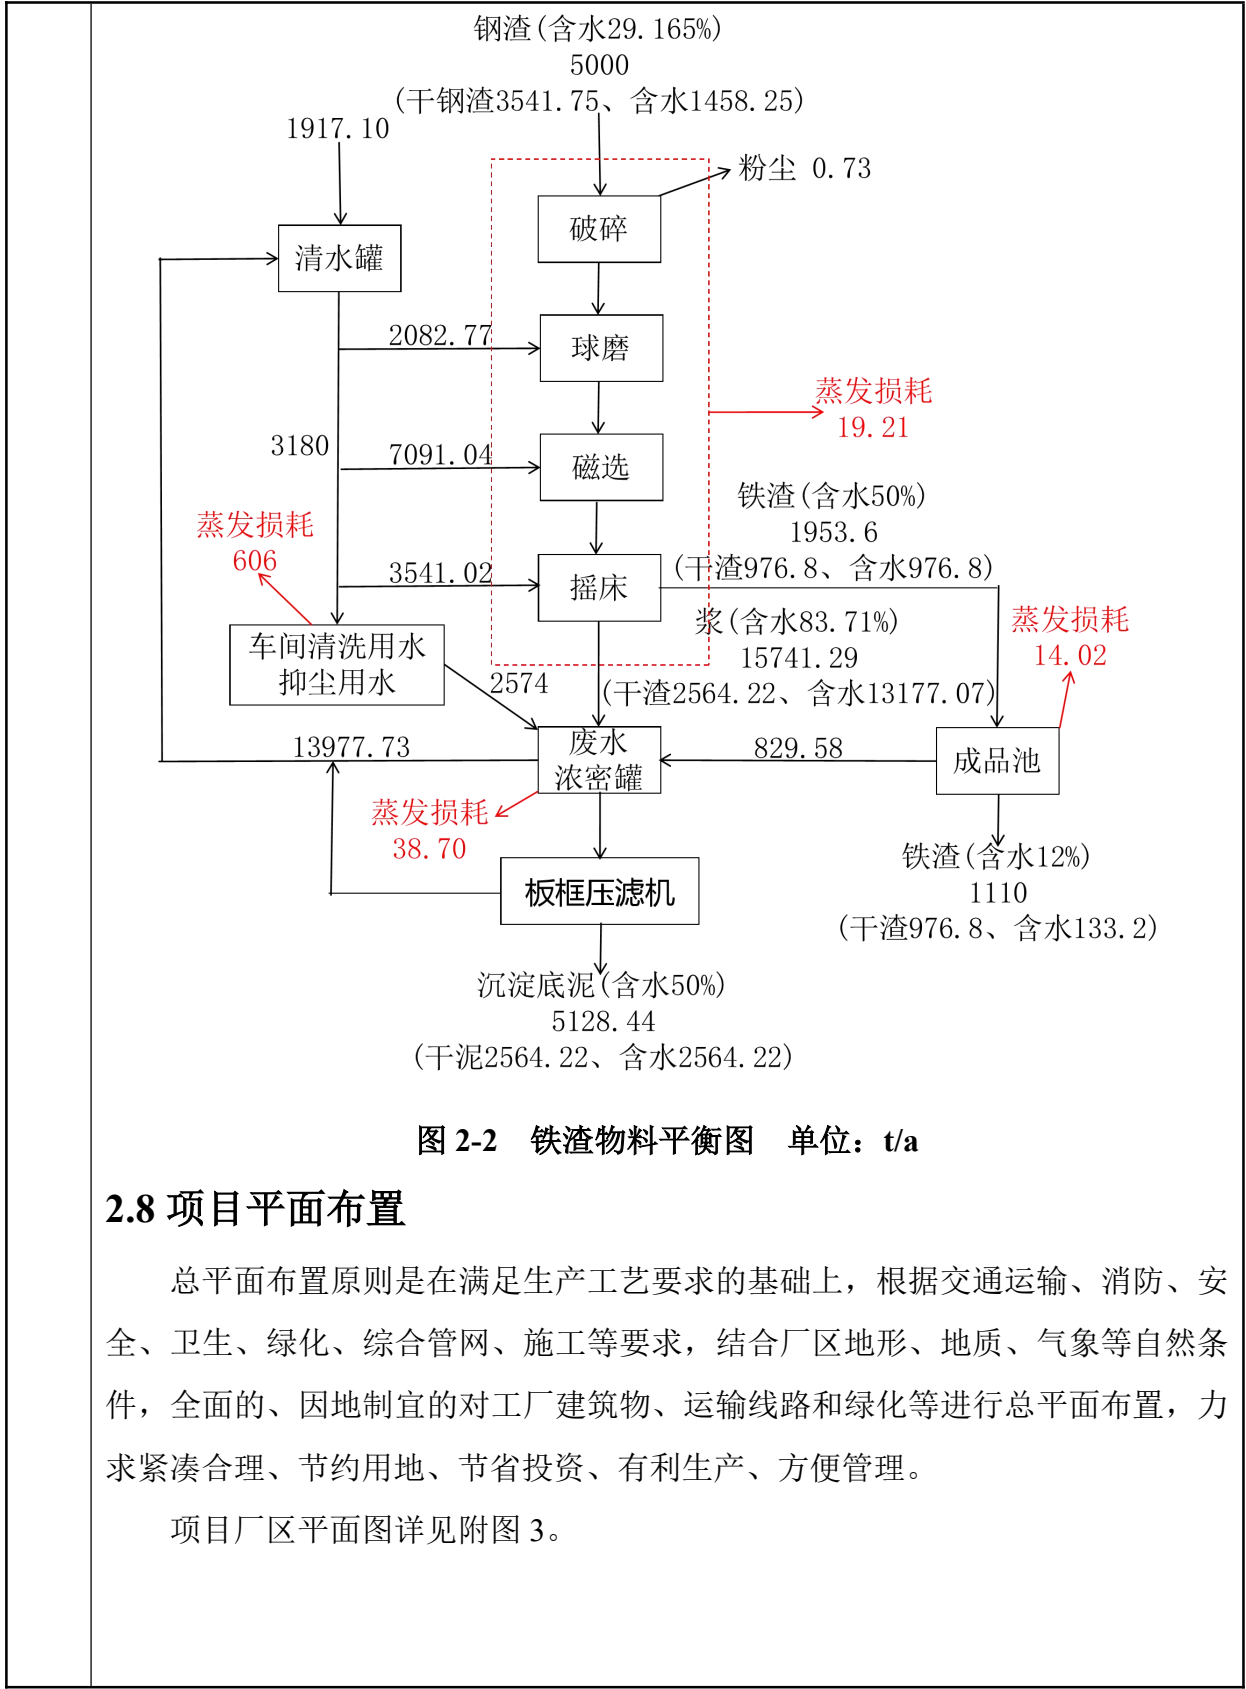 钢渣(含水29.165%)
5000
(干钢渣3541.75、含水1458.25)
1917.10
粉尘 0.73
破碎
清水罐
2082.77
球磨
蒸发损耗
19.21
3180
7091.04
磁选
铁渣(含水50%)
1953.6
(干渣976.8、含水976.8)
蒸发损耗
606
3541.02
摇床
浆(含水83.71%)
15741.29
(干渣2564.22、含水13177.07)
蒸发损耗
14.02
车间清洗用水
抑尘用水
2574
13977.73
废水
浓密罐
829.58
成品池
蒸发损耗
38.70
铁渣(含水12%)
1110
(干渣976.8、含水133.2)
板框压滤机
沉淀底泥(含水50%)
5128.44
(干泥2564.22、含水2564.22)
图 2-2 铁渣物料平衡图 单位：t/a
2.8 项目平面布置
总平面布置原则是在满足生产工艺要求的基础上，根据交通运输、消防、安
全、卫生、绿化、综合管网、施工等要求，结合厂区地形、地质、气象等自然条
件，全面的、因地制宜的对工厂建筑物、运输线路和绿化等进行总平面布置，力
求紧凑合理、节约用地、节省投资、有利生产、方便管理。
项目厂区平面图详见附图 3。